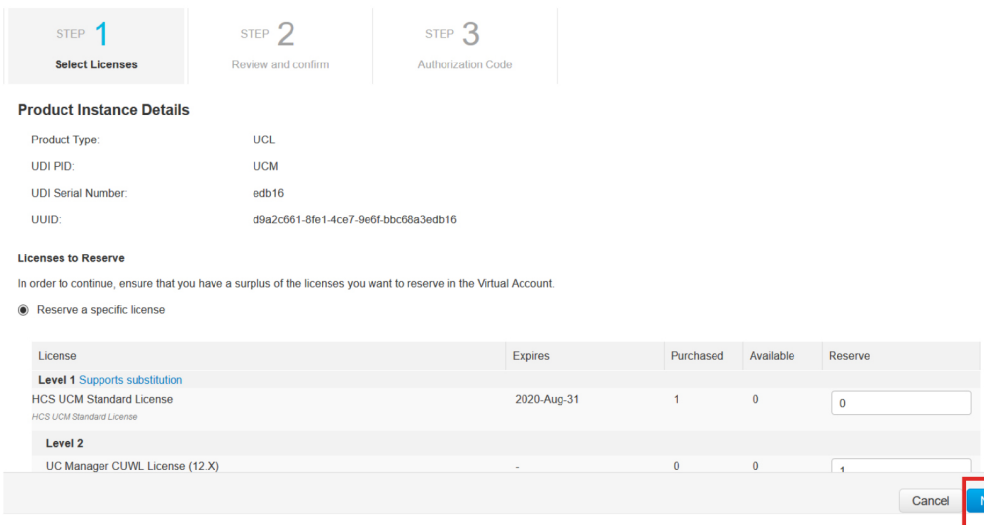 STEP 1
Select Licenses
STEP 2
Review and confirm
STEP 3
Authorization Code
Product Instance Details
Product Type: UCL
UDI PID: UCM
UDI Serial Number: edb16
UUID: d9a2c661-8fe1-4ce7-9e6f-bbc68a3edb16
Licenses to Reserve
In order to continue, ensure that you have a surplus of the licenses you want to reserve in the Virtual Account.
Reserve a specific license
License Expires Purchased Available Reserve
Level 1 Supports substitution
HCS UCM Standard License 2020-Aug-31 1 0 0
HCS UCM Standard License
Level 2
UC Manager CUWL License (12.X) - 0 0 1
Cancel